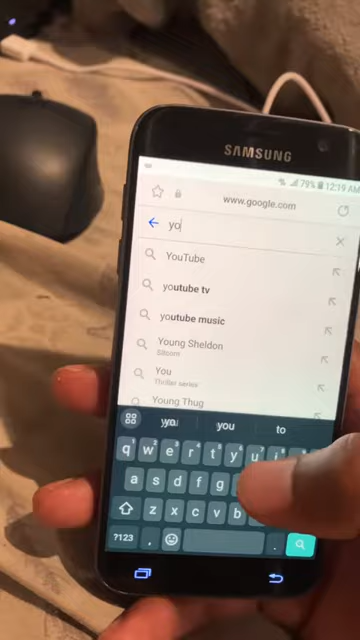 SAMSUNG
79% 12:19 AM
www.google.com
yo
YouTube
youtube tv
youtube music
Young Sheldon
Sitcom
You
Thriller series
Young Thug
you to
q w e r t y u i
a s d f g
z x c v b
?123 , .